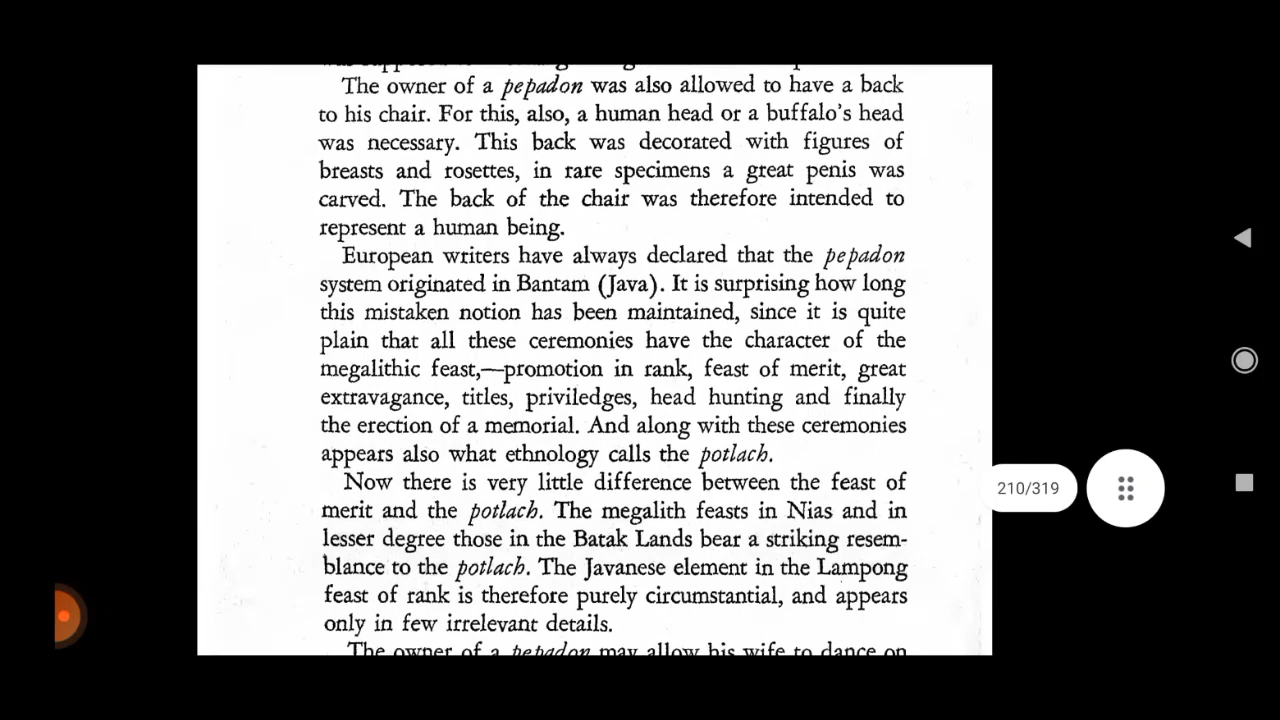 The owner of a pepadon was also allowed to have a back
to his chair. For this, also, a human head or a buffalo's head
was necessary. This back was decorated with figures of
breasts and rosettes, in rare specimens a great penis was
carved. The back of the chair was therefore intended to
represent a human being.
European writers have always declared that the pepadon
system originated in Bantam (Java). It is surprising how long
this mistaken notion has been maintained, since it is quite
plain that all these ceremonies have the character of the
megalithic feast,—promotion in rank, feast of merit, great
extravagance, titles, priviledges, head hunting and finally
the erection of a memorial. And along with these ceremonies
appears also what ethnology calls the potlach.
Now there is very little difference between the feast of
merit and the potlach. The megalith feasts in Nias and in
lesser degree those in the Batak Lands bear a striking resem-
blance to the potlach. The Javanese element in the Lampong
feast of rank is therefore purely circumstantial, and appears
only in few irrelevant details.
The owner of a pepadon may allow his wife to dance on
210/319